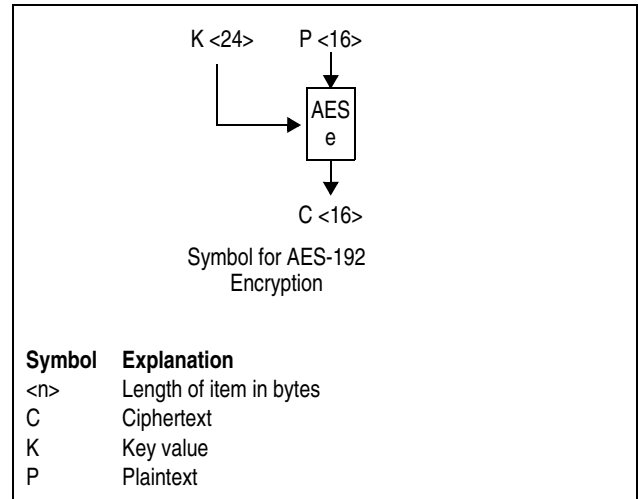 K <24> P <16>
AES
e
C <16>
Symbol for AES-192
Encryption
Symbol Explanation
<n> Length of item in bytes
C Ciphertext
K Key value
P Plaintext